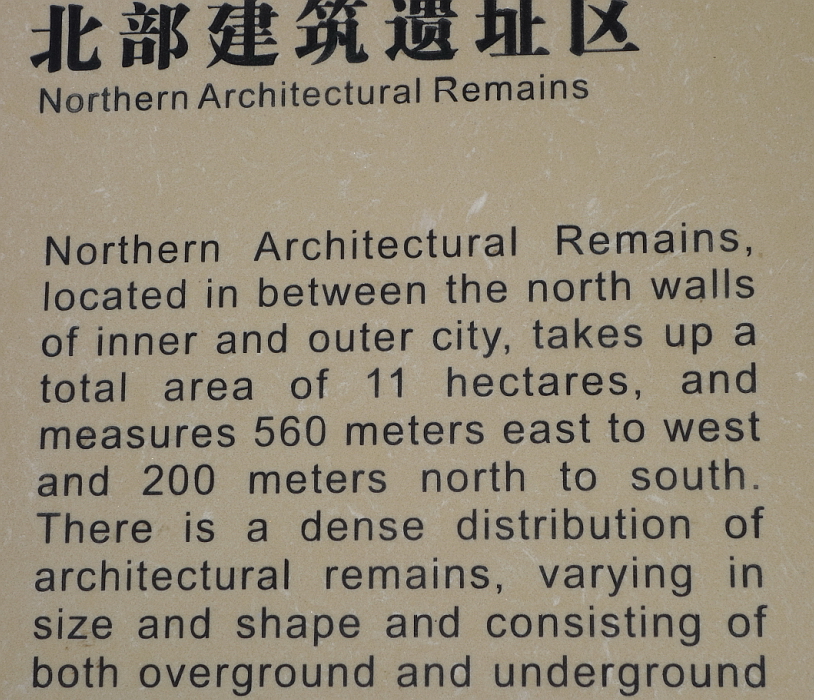 北部建筑遗址区
Northern Architectural Remains
Northern Architectural Remains,
located in between the north walls
of inner and outer city, takes up a
total area of 11 hectares, and
measures 560 meters east to west
and 200 meters north to south.
There is a dense distribution of
architectural remains, varying in
size and shape and consisting of
both overground and underground